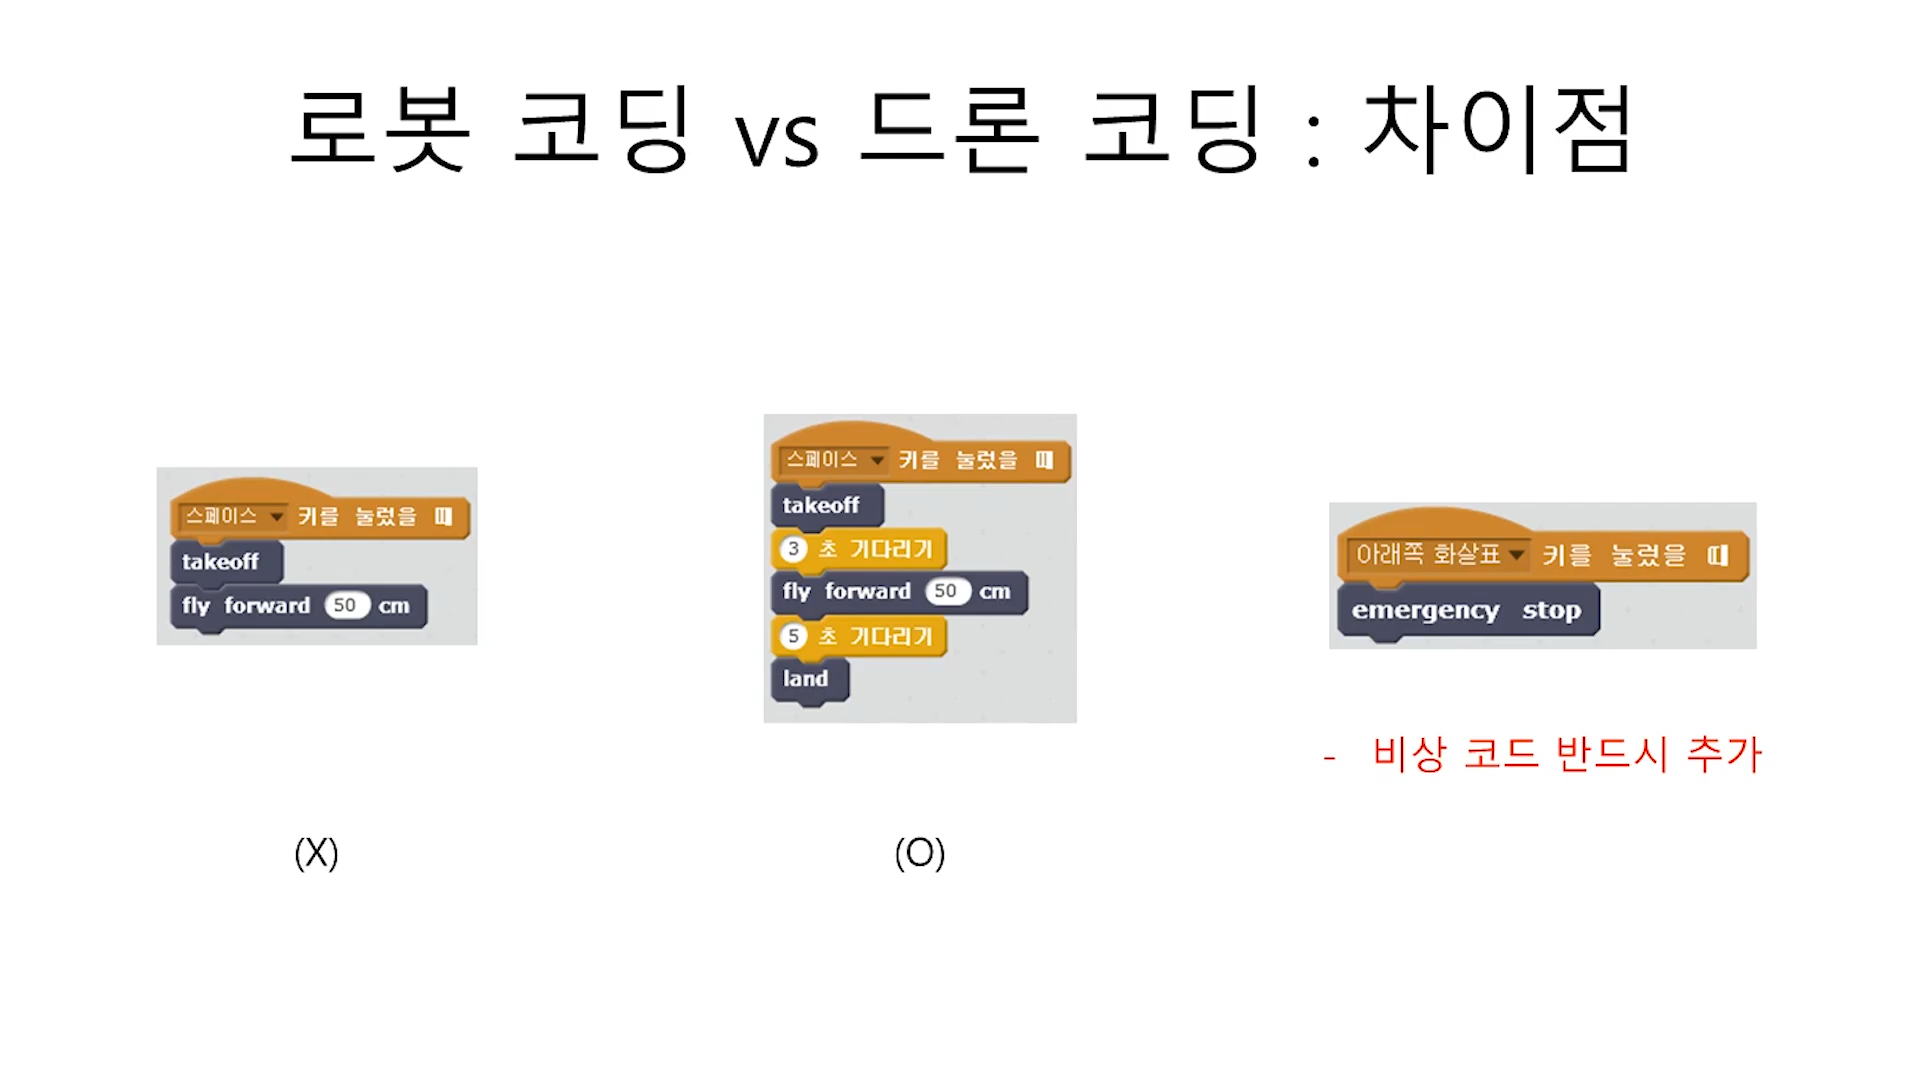 로봇 코딩 vs 드론 코딩 : 차이점
스페이스 키를 눌렀을 때
takeoff
fly forward 50 cm
(X)
스페이스 키를 눌렀을 때
takeoff
3 초 기다리기
fly forward 50 cm
5 초 기다리기
land
(O)
아래쪽 화살표 키를 눌렀을 때
emergency stop
- 비상 코드 반드시 추가